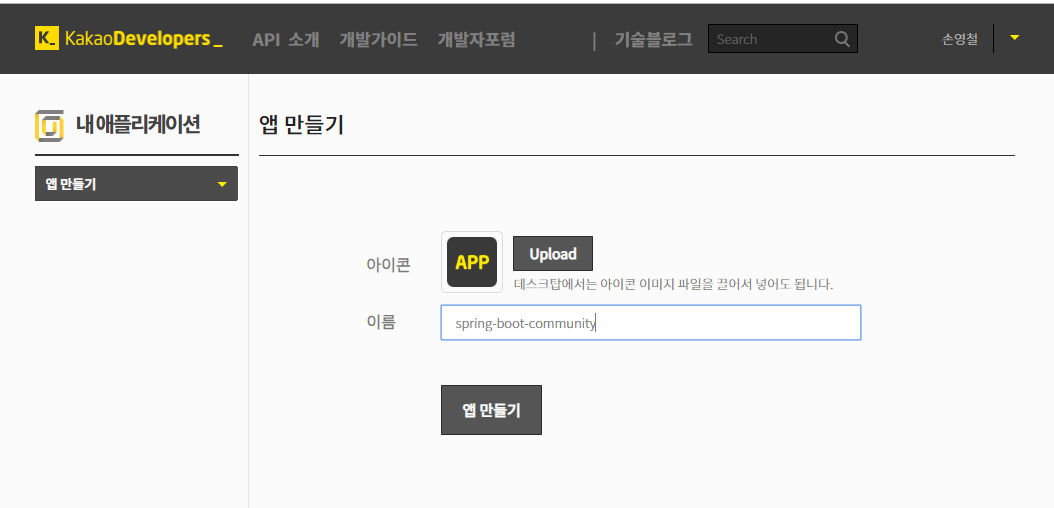 K_ KakaoDevelopers_ API 소개 개발가이드 개발자포럼 | 기술블로그 Search 손영철
내 애플리케이션
앱 만들기
앱 만들기
아이콘 APP Upload
데스크탑에서는 아이콘 이미지 파일을 끌어서 넣어도 됩니다.
이름 spring-boot-community
앱 만들기